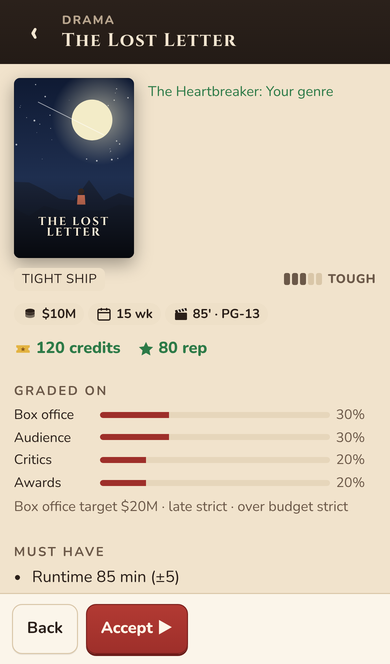 DRAMA
THE LOST LETTER
The Heartbreaker: Your genre
THE LOST
LETTER
TIGHT SHIP
TOUGH
$10M
15 wk
85' · PG-13
120 credits
80 rep
GRADED ON
Box office 30%
Audience 30%
Critics 20%
Awards 20%
Box office target $20M · late strict · over budget strict
MUST HAVE
• Runtime 85 min (±5)
Back
Accept ▶